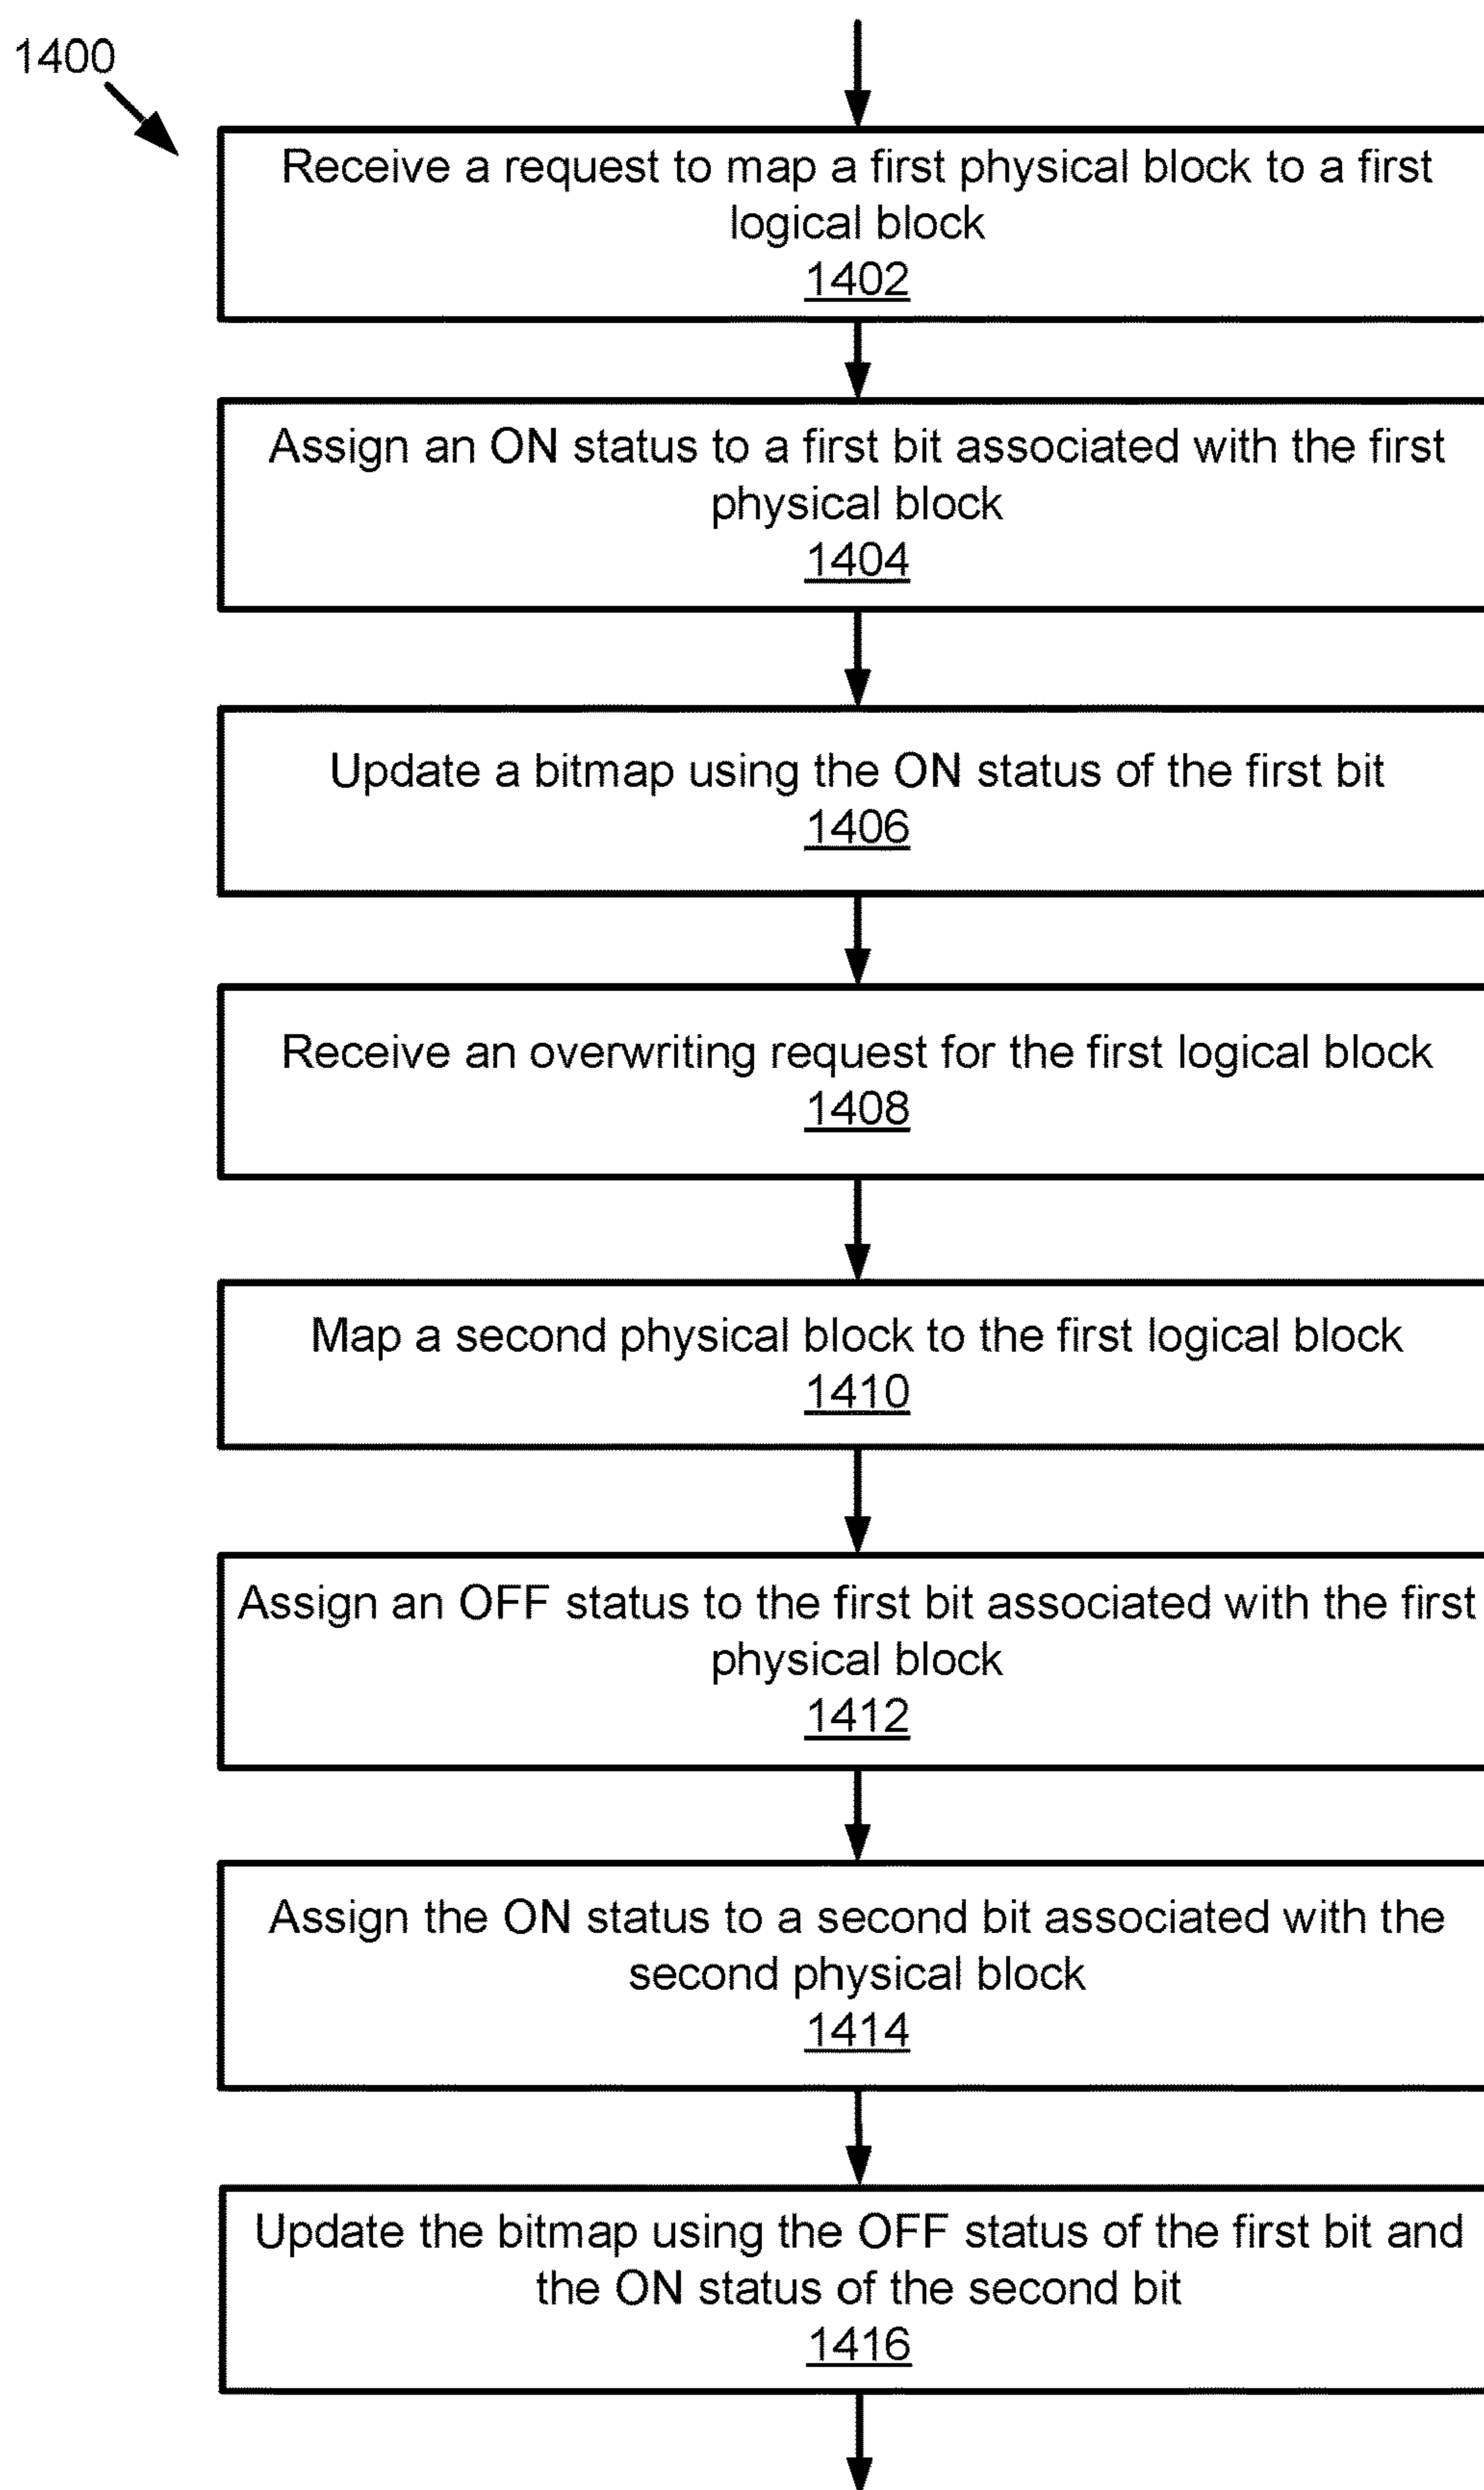 1400
Receive a request to map a first physical block to a first
logical block
1402
Assign an ON status to a first bit associated with the first
physical block
1404
Update a bitmap using the ON status of the first bit
1406
Receive an overwriting request for the first logical block
1408
Map a second physical block to the first logical block
1410
Assign an OFF status to the first bit associated with the first
physical block
1412
Assign the ON status to a second bit associated with the
second physical block
1414
Update the bitmap using the OFF status of the first bit and
the ON status of the second bit
1416